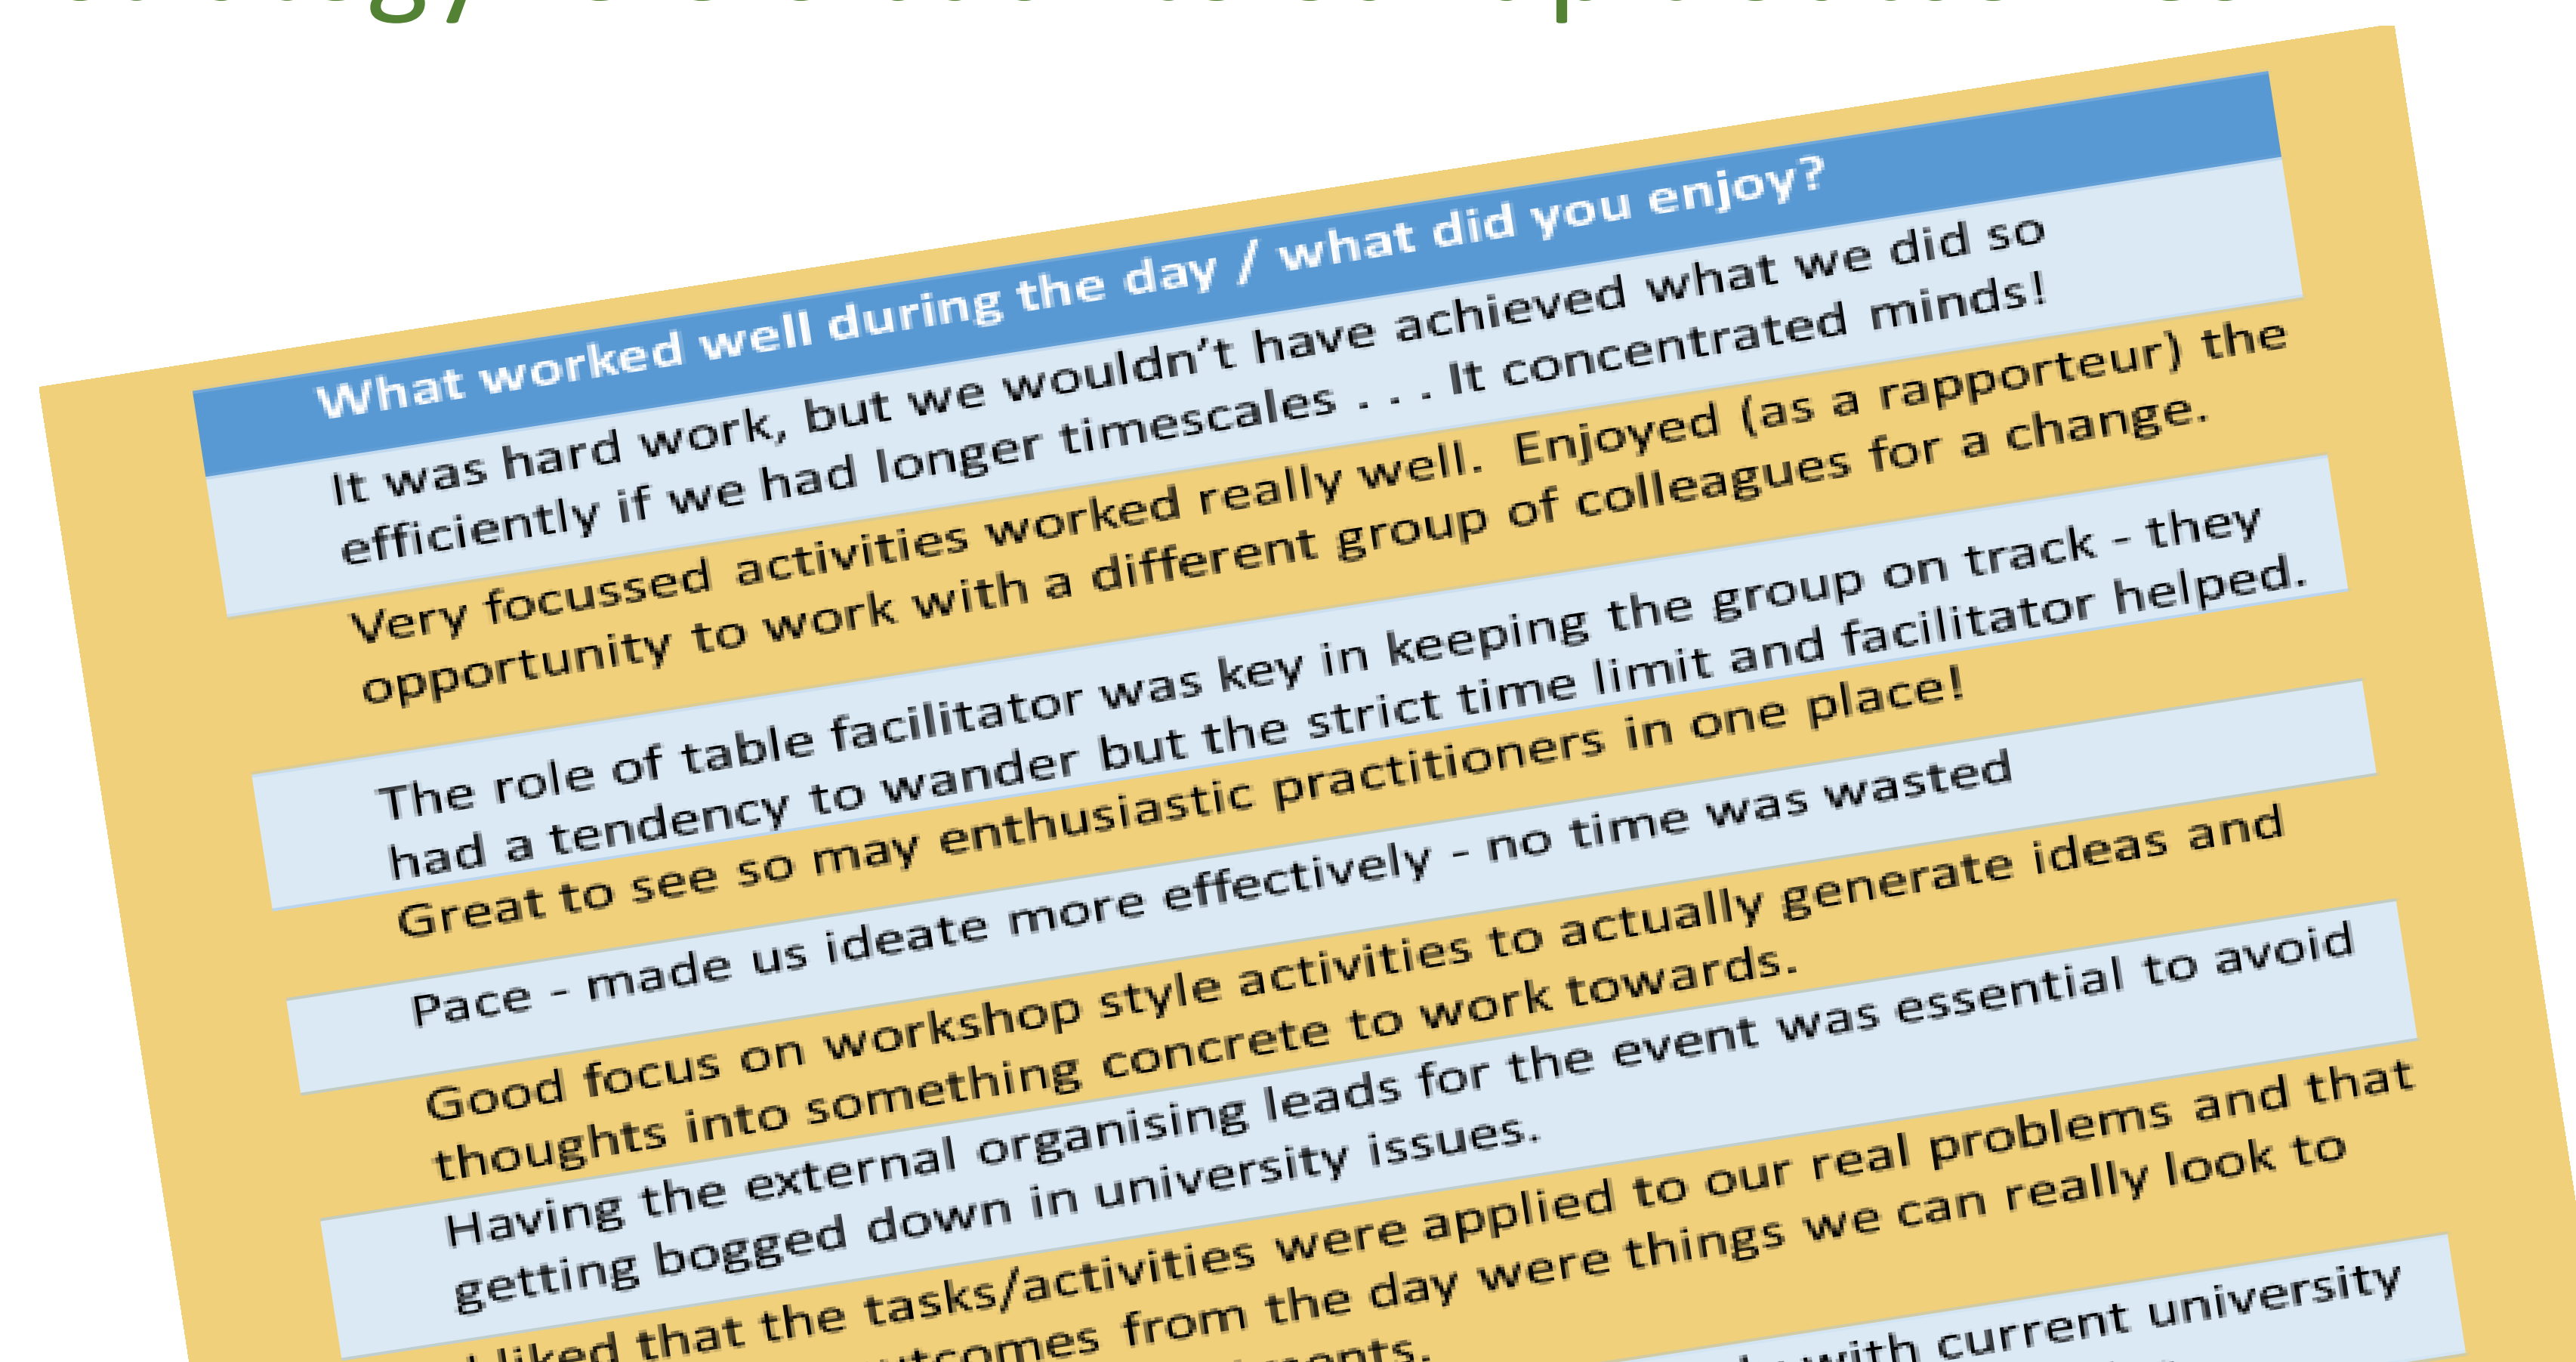 What worked well during the day / what did you enjoy?
It was hard work, but we wouldn't have achieved what we did so
efficiently if we had longer timescales . . . It concentrated minds!
Very focussed activities worked really well. Enjoyed (as a rapporteur) the
opportunity to work with a different group of colleagues for a change.
The role of table facilitator was key in keeping the group on track - they
had a tendency to wander but the strict time limit and facilitator helped.
Great to see so may enthusiastic practitioners in one place!
Pace - made us ideate more effectively - no time was wasted
Good focus on workshop style activities to actually generate ideas and
thoughts into something concrete to work towards.
Having the external organising leads for the event was essential to avoid
getting bogged down in university issues.
I liked that the tasks/activities were applied to our real problems and that
from the day were things we can really look to
with current university